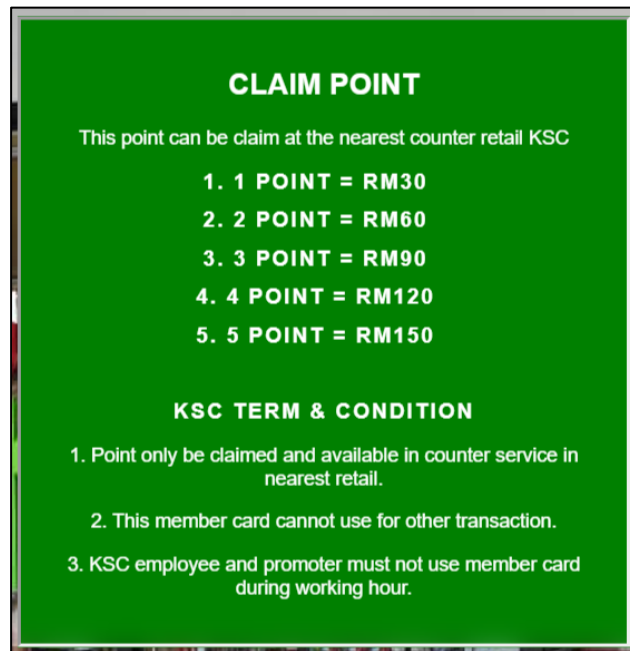 CLAIM POINT
This point can be claim at the nearest counter retail KSC
1. 1 POINT = RM30
2. 2 POINT = RM60
3. 3 POINT = RM90
4. 4 POINT = RM120
5. 5 POINT = RM150
KSC TERM & CONDITION
1. Point only be claimed and available in counter service in
nearest retail.
2. This member card cannot use for other transaction.
3. KSC employee and promoter must not use member card
during working hour.